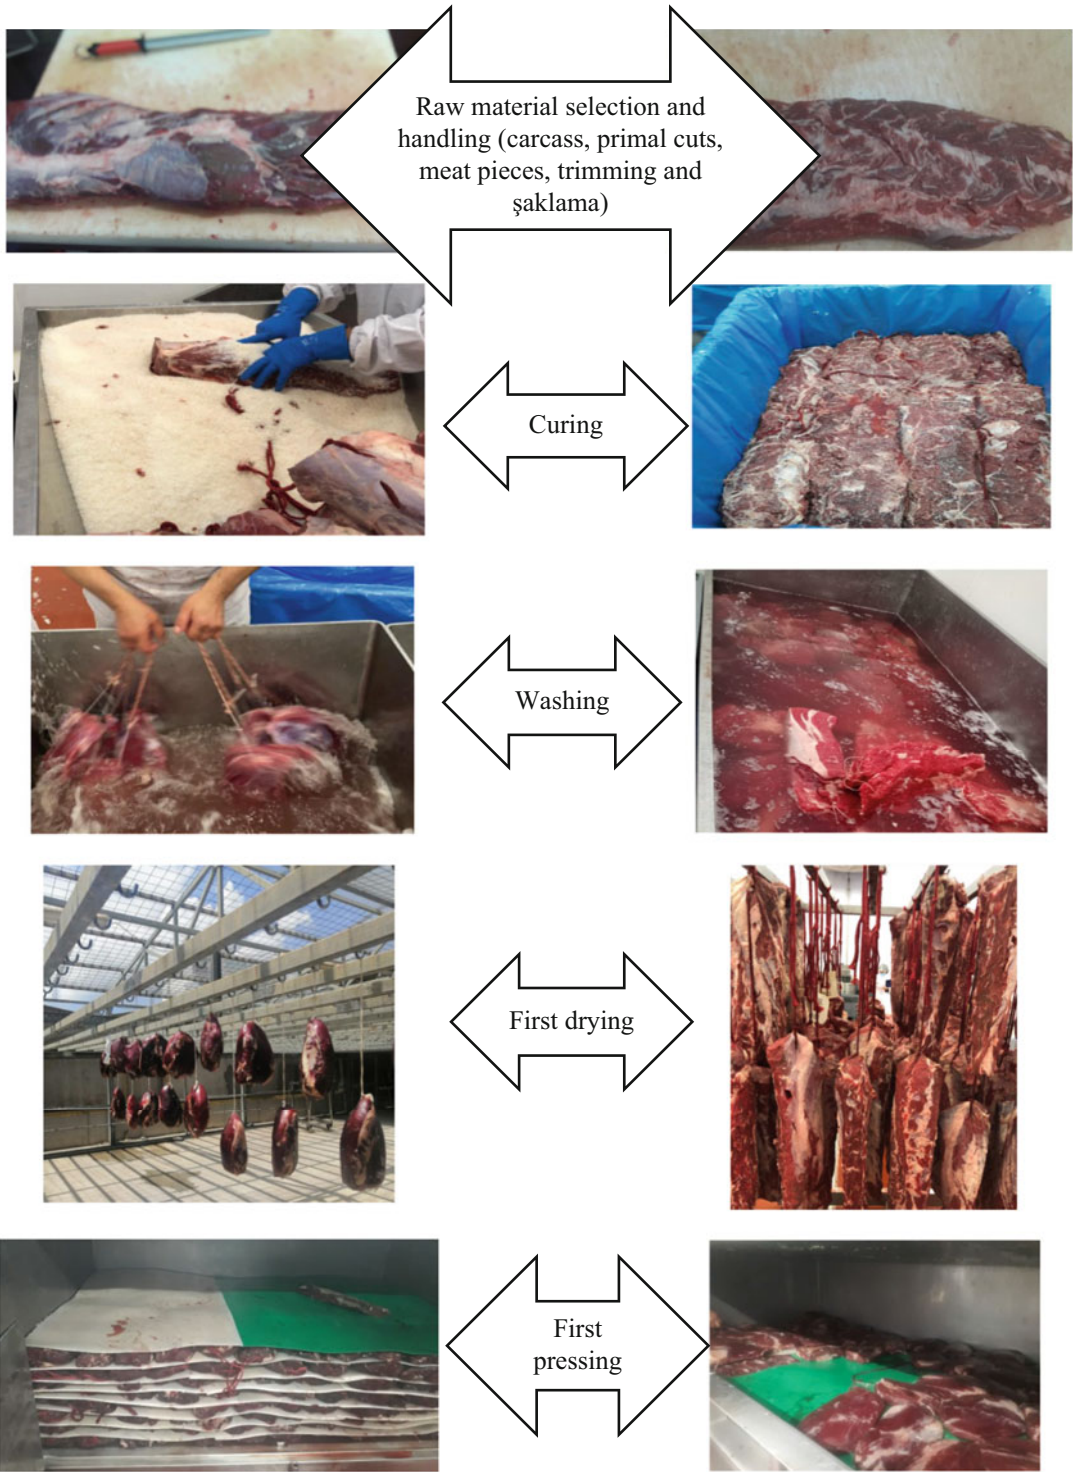 Raw material selection and
handling (carcass, primal cuts,
meat pieces, trimming and
şaklama)
Curing
Washing
First drying
First
pressing